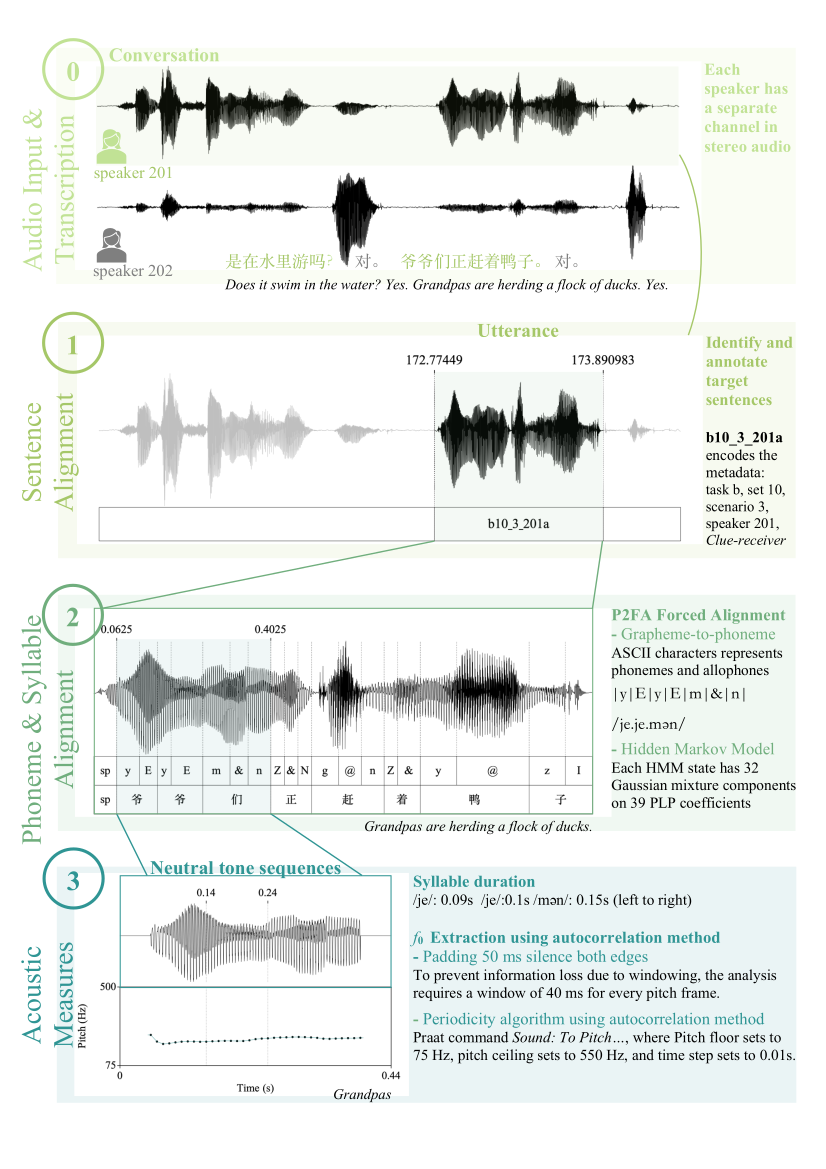 0
Conversation
Audio Input &
Transcription
Each
speaker has
a separate
channel in
stereo audio
speaker 201
speaker 202
是在水里游吗? 对。 爷爷们正赶着鸭子。 对。
Does it swim in the water? Yes. Grandpas are herding a flock of ducks. Yes.
1
Sentence
Alignment
Utterance
172.77449 173.890983
b10_3_201a
Identify and
annotate
target
sentences
b10_3_201a
encodes the
metadata:
task b, set 10,
scenario 3,
speaker 201,
Clue-receiver
2
Phoneme & Syllable
Alignment
0.0625 0.4025
sp y E y E m & n Z & N g @ n Z & y @ z I
sp 爷 爷 们 正 赶 着 鸭 子
Grandpas are herding a flock of ducks.
P2FA Forced Alignment
- Grapheme-to-phoneme
ASCII characters represents
phonemes and allophones
|y|E|y|E|m|&|n|
/je.je.mən/
- Hidden Markov Model
Each HMM state has 32
Gaussian mixture components
on 39 PLP coefficients
3
Acoustic
Measures
Neutral tone sequences
0.14 0.24
500
Pitch (Hz)
75
0 0.44
Time (s)
Grandpas
Syllable duration
/je/: 0.09s /je/:0.1s /mən/: 0.15s (left to right)
f0 Extraction using autocorrelation method
- Padding 50 ms silence both edges
To prevent information loss due to windowing, the analysis
requires a window of 40 ms for every pitch frame.
- Periodicity algorithm using autocorrelation method
Praat command Sound: To Pitch…, where Pitch floor sets to
75 Hz, pitch ceiling sets to 550 Hz, and time step sets to 0.01s.